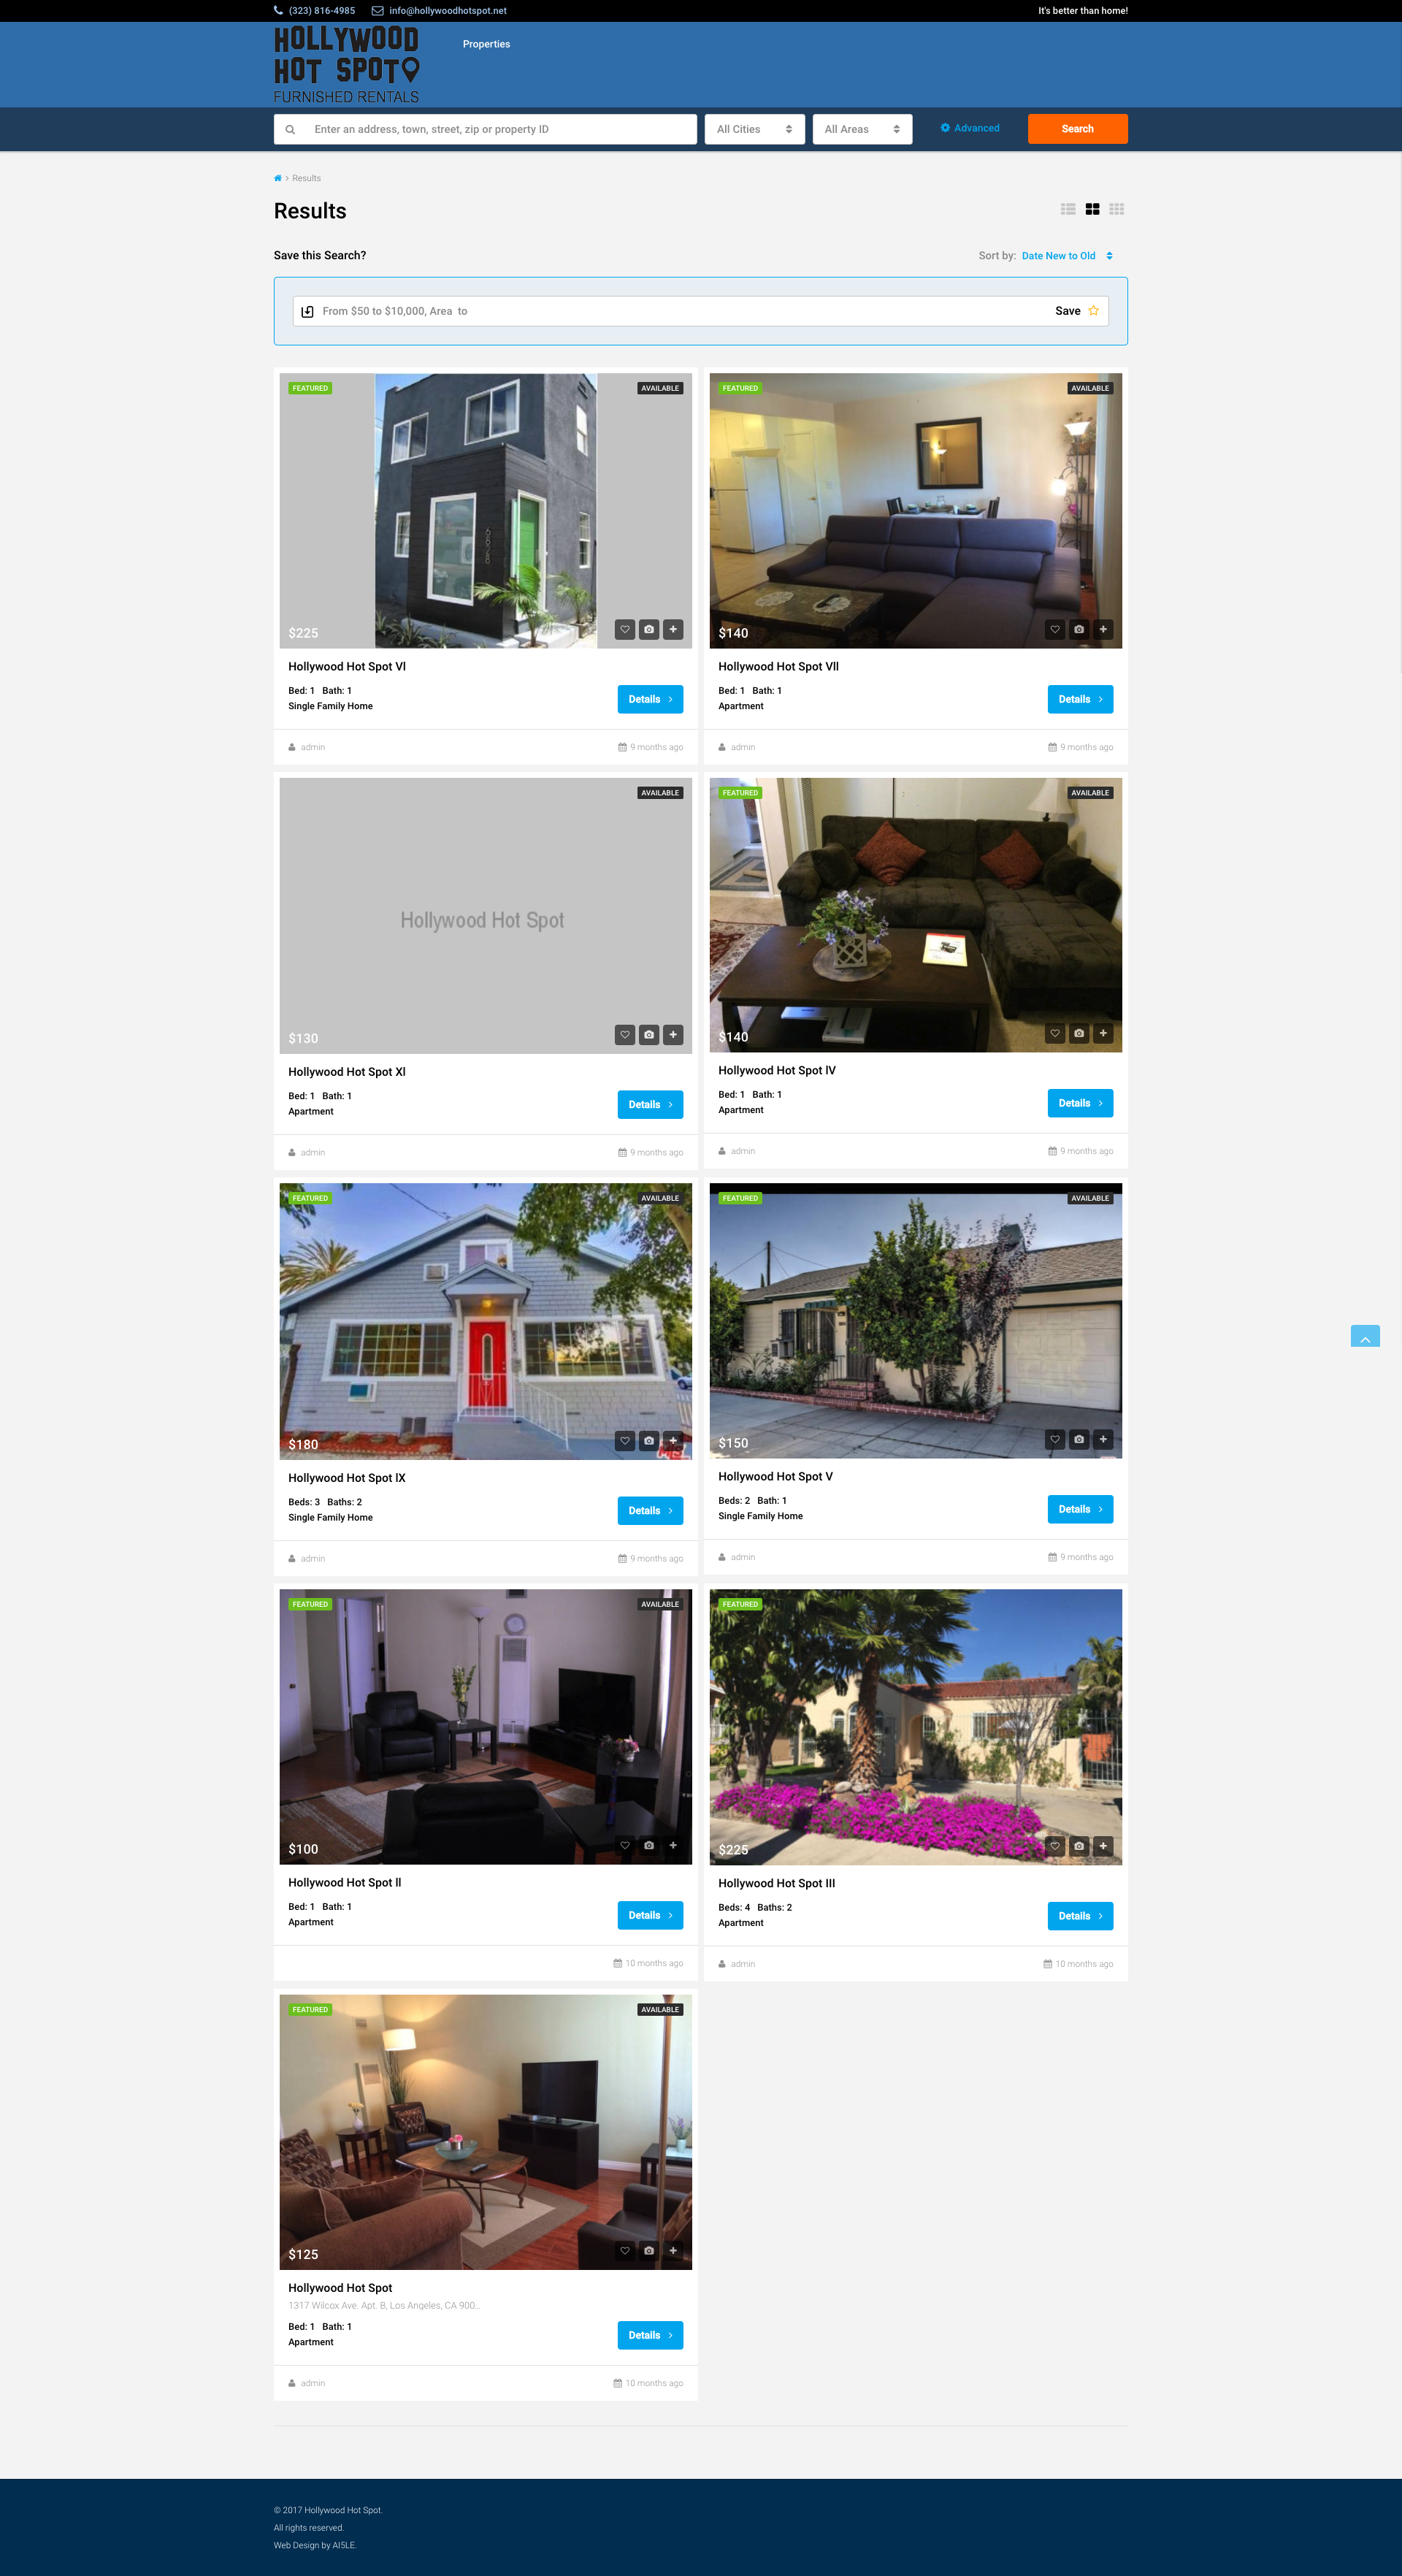 (323) 816-4985 info@hollywoodhotspot.net It's better than home!
HOLLYWOOD
HOT SPOT
FURNISHED RENTALS
Properties
Enter an address, town, street, zip or property ID All Cities All Areas Advanced Search
Results
Results
Save this Search? Sort by: Date New to Old
From $50 to $10,000, Area to Save
FEATURED AVAILABLE
$225
Hollywood Hot Spot Vl
Bed: 1 Bath: 1
Single Family Home
Details
admin 9 months ago
FEATURED AVAILABLE
$140
Hollywood Hot Spot Vll
Bed: 1 Bath: 1
Apartment
Details
admin 9 months ago
AVAILABLE
Hollywood Hot Spot
$130
Hollywood Hot Spot Xl
Bed: 1 Bath: 1
Apartment
Details
admin 9 months ago
FEATURED AVAILABLE
$140
Hollywood Hot Spot lV
Bed: 1 Bath: 1
Apartment
Details
admin 9 months ago
FEATURED AVAILABLE
$180
Hollywood Hot Spot lX
Beds: 3 Baths: 2
Single Family Home
Details
admin 9 months ago
FEATURED AVAILABLE
$150
Hollywood Hot Spot V
Beds: 2 Bath: 1
Single Family Home
Details
admin 9 months ago
FEATURED AVAILABLE
$100
Hollywood Hot Spot ll
Bed: 1 Bath: 1
Apartment
Details
10 months ago
FEATURED
$225
Hollywood Hot Spot III
Beds: 4 Baths: 2
Apartment
Details
admin 10 months ago
FEATURED AVAILABLE
$125
Hollywood Hot Spot
1317 Wilcox Ave. Apt. B, Los Angeles, CA 900...
Bed: 1 Bath: 1
Apartment
Details
admin 10 months ago
© 2017 Hollywood Hot Spot.
All rights reserved.
Web Design by AI5LE.